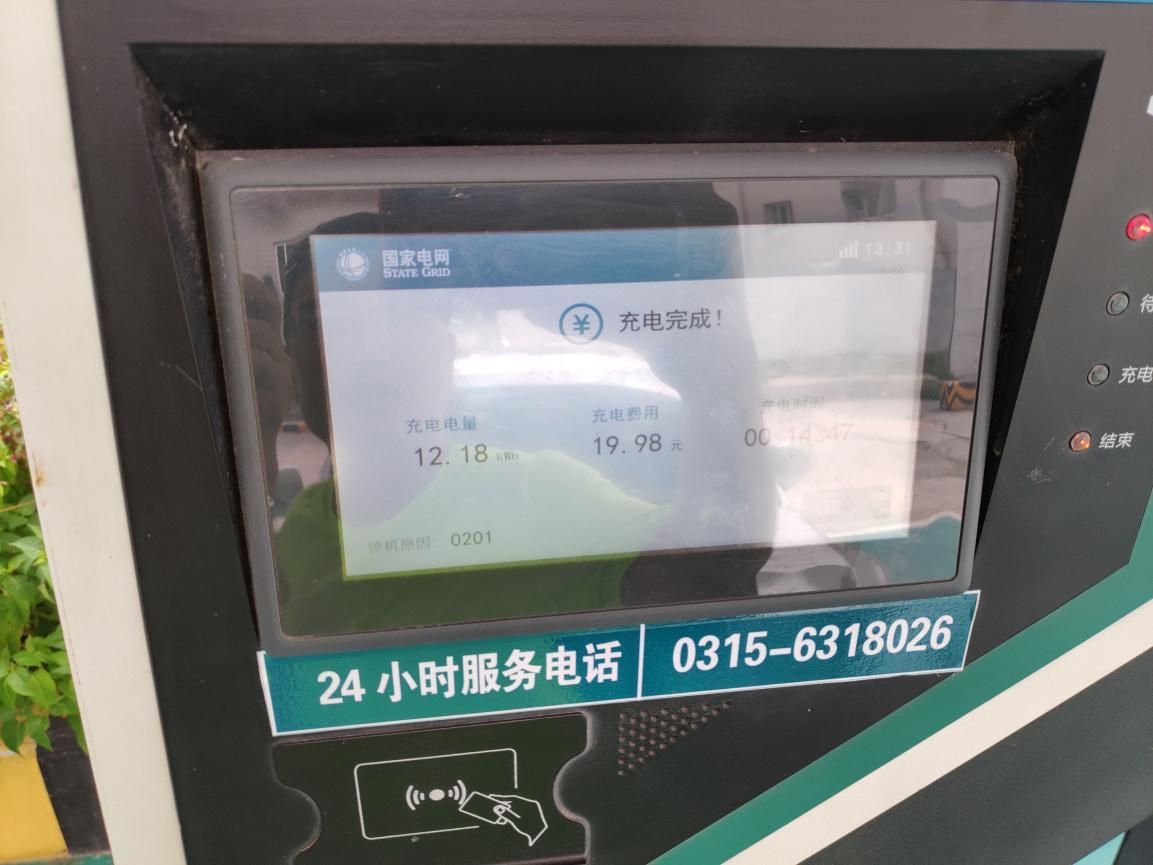 国家电网
STATE GRID
13:31
充电完成!
充电电量
充电费用
充电时间
12.18 kWh
19.98 元
00:14:47
停机原因: 0201
24小时服务电话
0315-6318026
待
充电
结束